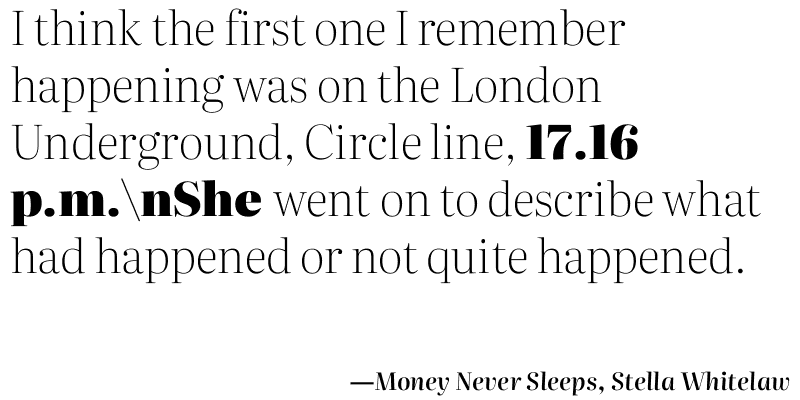 I think the first one I remember
happening was on the London
Underground, Circle line, 17.16
p.m.\nShe went on to describe what
had happened or not quite happened.
—Money Never Sleeps, Stella Whitelaw